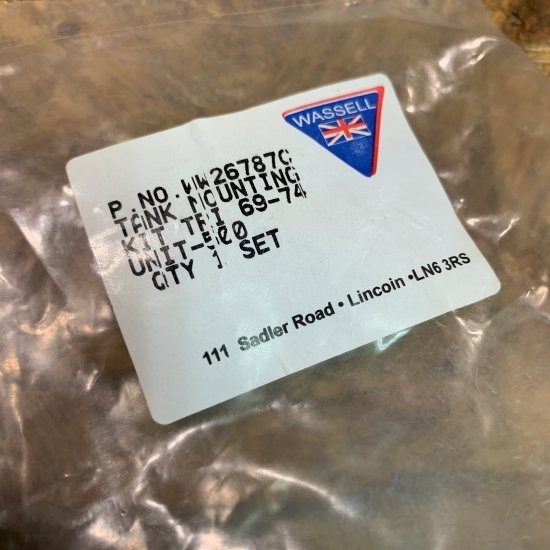 WASSELL
P.NO.WW26787C
TANK MOUNTING
KIT TRI 69-74
UNIT-500
QTY 1 SET
111 Sadler Road • Lincoin •LN6 3RS